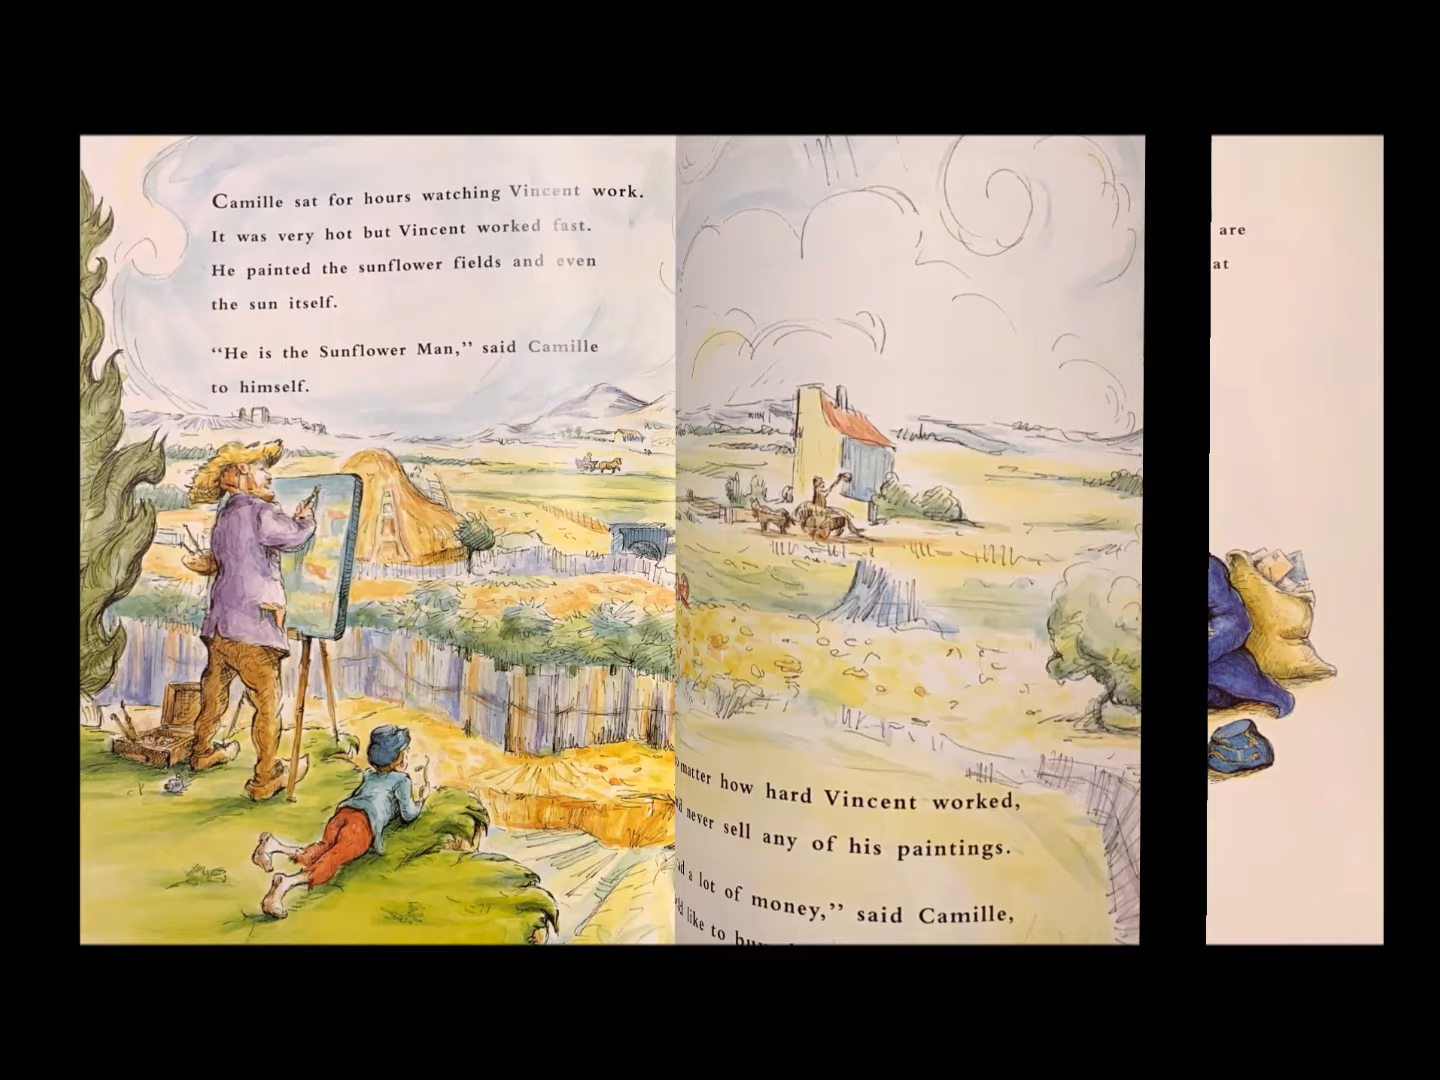 Camille sat for hours watching Vincent work.
It was very hot but Vincent worked fast.
He painted the sunflower fields and even
the sun itself.
“He is the Sunflower Man,” said Camille
to himself.
matter how hard Vincent worked,
never sell any of his paintings.
a lot of money,” said Camille,
like to
are
at